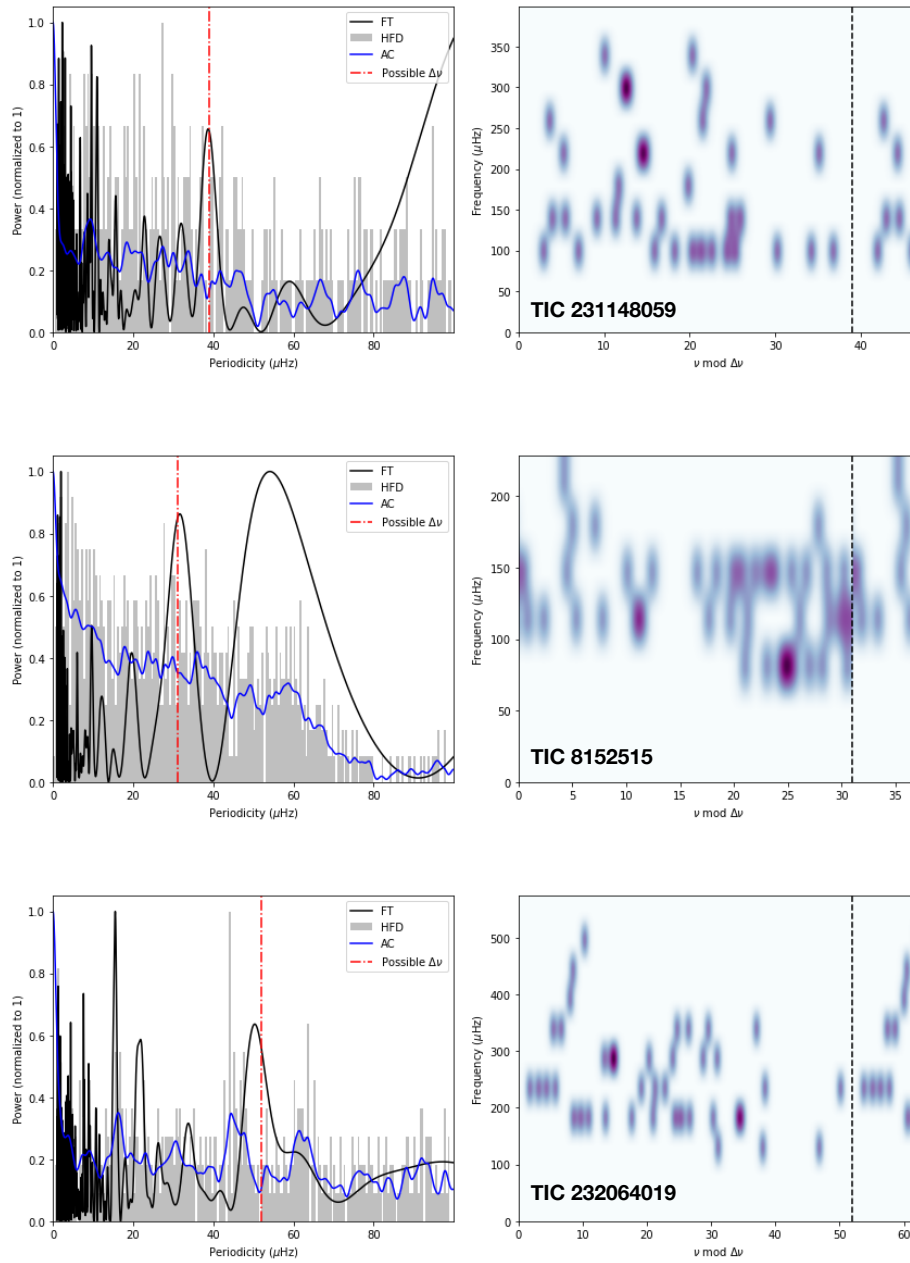 1.0
0.8
0.6
0.4
0.2
0.0
0 20 40 60 80
Power (normalized to 1)
Periodicity (μHz)
FT
HFD
AC
Possible Δν
350
300
250
200
150
100
50
0
0 10 20 30 40
Frequency (μHz)
ν mod Δν
TIC 231148059
1.0
0.8
0.6
0.4
0.2
0.0
0 20 40 60 80
Power (normalized to 1)
Periodicity (μHz)
FT
HFD
AC
Possible Δν
200
150
100
50
0
0 5 10 15 20 25 30 35
Frequency (μHz)
ν mod Δν
TIC 8152515
1.0
0.8
0.6
0.4
0.2
0.0
0 20 40 60 80
Power (normalized to 1)
Periodicity (μHz)
FT
HFD
AC
Possible Δν
500
400
300
200
100
0
0 10 20 30 40 50 60
Frequency (μHz)
ν mod Δν
TIC 232064019